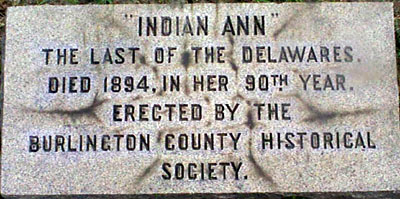 "INDIAN ANN"
THE LAST OF THE DELAWARES.
DIED 1894, IN HER 90TH YEAR.
ERECTED BY THE
BURLINGTON COUNTY HISTORICAL
SOCIETY.